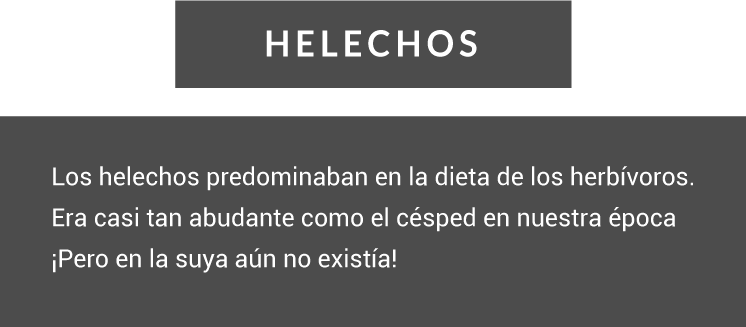 HELECHOS
Los helechos predominaban en la dieta de los herbívoros.
Era casi tan abudante como el césped en nuestra época
¡Pero en la suya aún no existía!